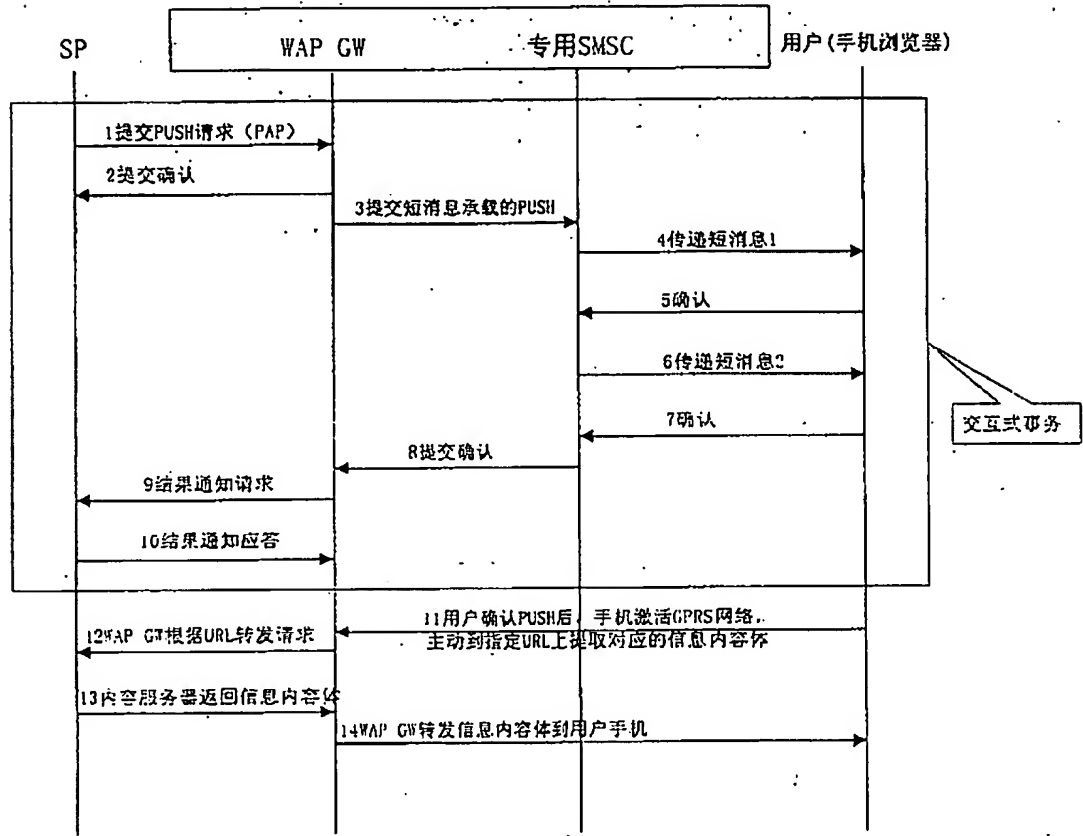 SP
WAP GW
专用SMSC
用户(手机浏览器)
1提交PUSH请求（PAP）
2提交确认
3提交短消息承载的PUSH
4传递短消息1
5确认
6传递短消息2
7确认
交互式事务
8提交确认
9结果通知请求
10结果通知应答
11用户确认PUSH后，手机激活GPRS网络，
主动到指定URL上提取对应的信息内容体
12WAP GW根据URL转发请求
13内容服务器返回信息内容体
14WAP GW转发信息内容体到用户手机